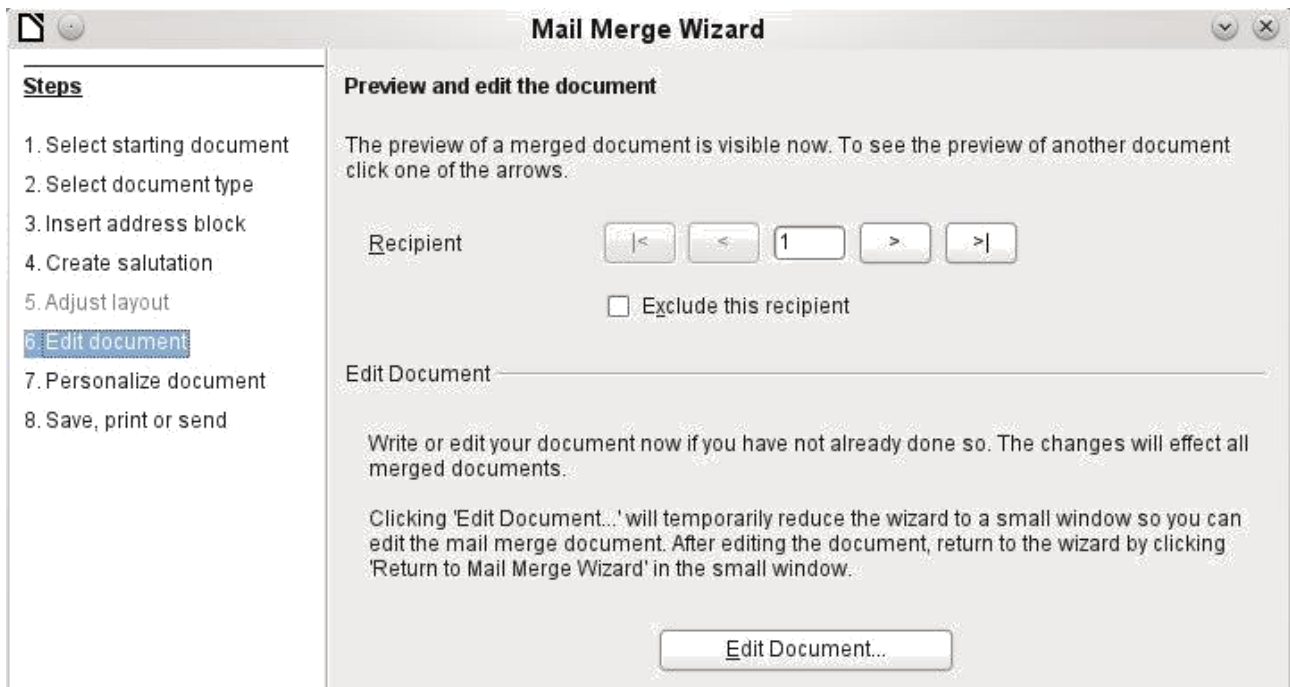 Mail Merge Wizard
Steps
1. Select starting document
2. Select document type
3. Insert address block
4. Create salutation
5. Adjust layout
6. Edit document
7. Personalize document
8. Save, print or send
Preview and edit the document
The preview of a merged document is visible now. To see the preview of another document
click one of the arrows.
Recipient |< < 1 > >|
Exclude this recipient
Edit Document
Write or edit your document now if you have not already done so. The changes will effect all
merged documents.
Clicking 'Edit Document...' will temporarily reduce the wizard to a small window so you can
edit the mail merge document. After editing the document, return to the wizard by clicking
'Return to Mail Merge Wizard' in the small window.
Edit Document...